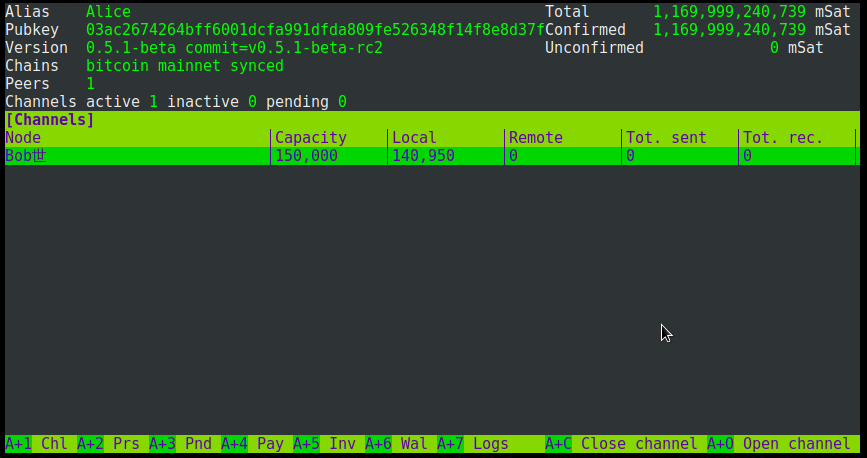 Alias Alice Total 1,169,999,240,739 mSat
Pubkey 03ac2674264bff6001dcfa991dfda809fe526348f14f8e8d37f Confirmed 1,169,999,240,739 mSat
Version 0.5.1-beta commit=v0.5.1-beta-rc2 Unconfirmed 0 mSat
Chains bitcoin mainnet synced
Peers 1
Channels active 1 inactive 0 pending 0
[Channels]
Node Capacity Local Remote Tot. sent Tot. rec.
Bob世 150,000 140,950 0 0 0
A+1 Chl A+2 Prs A+3 Pnd A+4 Pay A+5 Inv A+6 Wal A+7 Logs A+C Close channel A+O Open channel